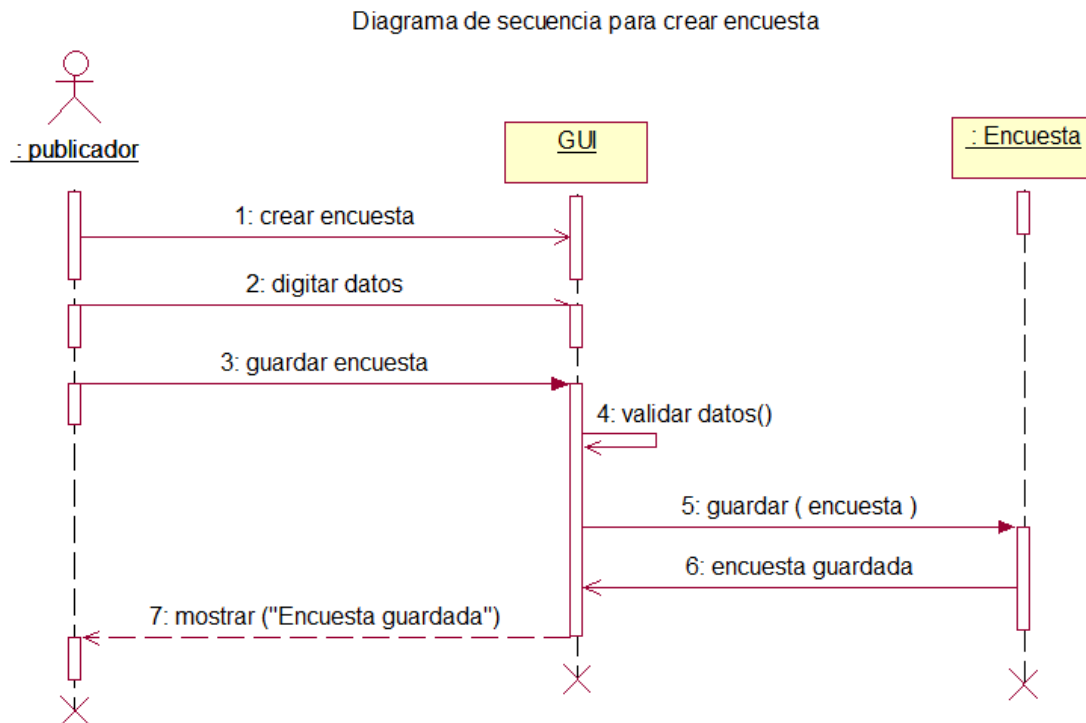 Diagrama de secuencia para crear encuesta
: publicador
GUI
: Encuesta
1: crear encuesta
2: digitar datos
3: guardar encuesta
4: validar datos()
5: guardar ( encuesta )
6: encuesta guardada
7: mostrar ("Encuesta guardada")